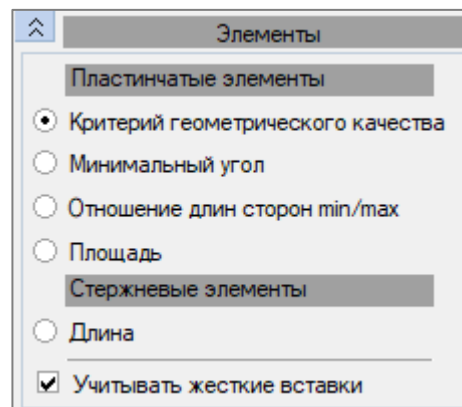 Элементы
Пластинчатые элементы
Критерий геометрического качества
Минимальный угол
Отношение длин сторон min/max
Площадь
Стержневые элементы
Длина
Учитывать жесткие вставки